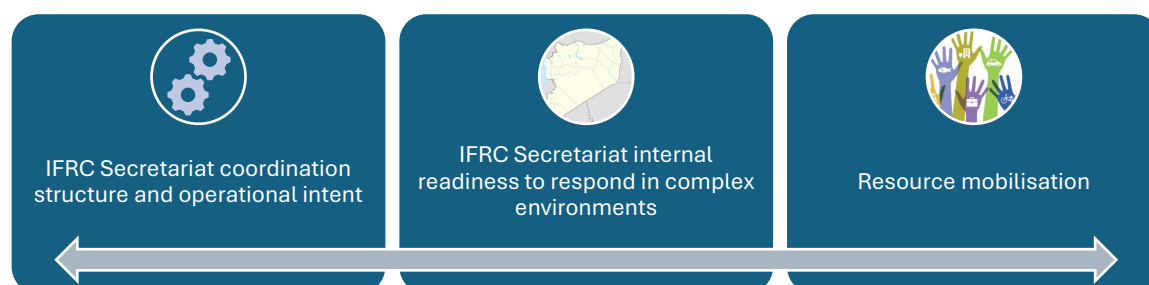 IFRC Secretariat coordination
structure and operational intent
IFRC Secretariat internal
readiness to respond in complex
environments
Resource mobilisation